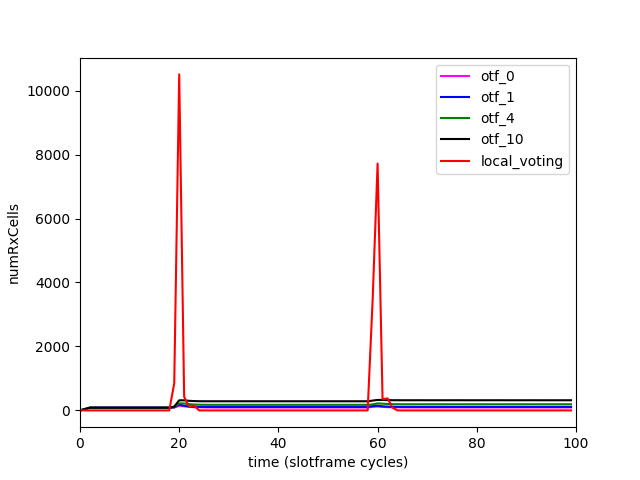 10000
8000
6000
4000
2000
0
numRxCells
0 20 40 60 80 100
time (slotframe cycles)
otf_0
otf_1
otf_4
otf_10
local_voting